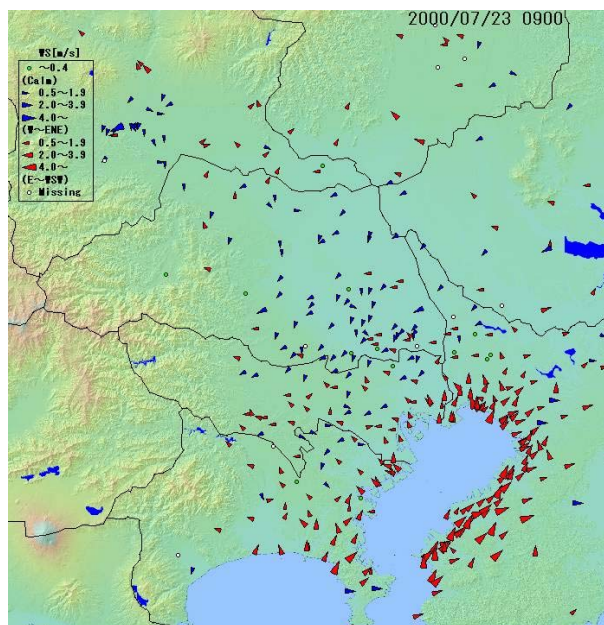 2000/07/23 0900
WS[m/s]
～0.4
(Calm)
0.5～1.9
2.0～3.9
4.0～
(W～ENE)
0.5～1.9
2.0～3.9
4.0～
(E～WSW)
Missing